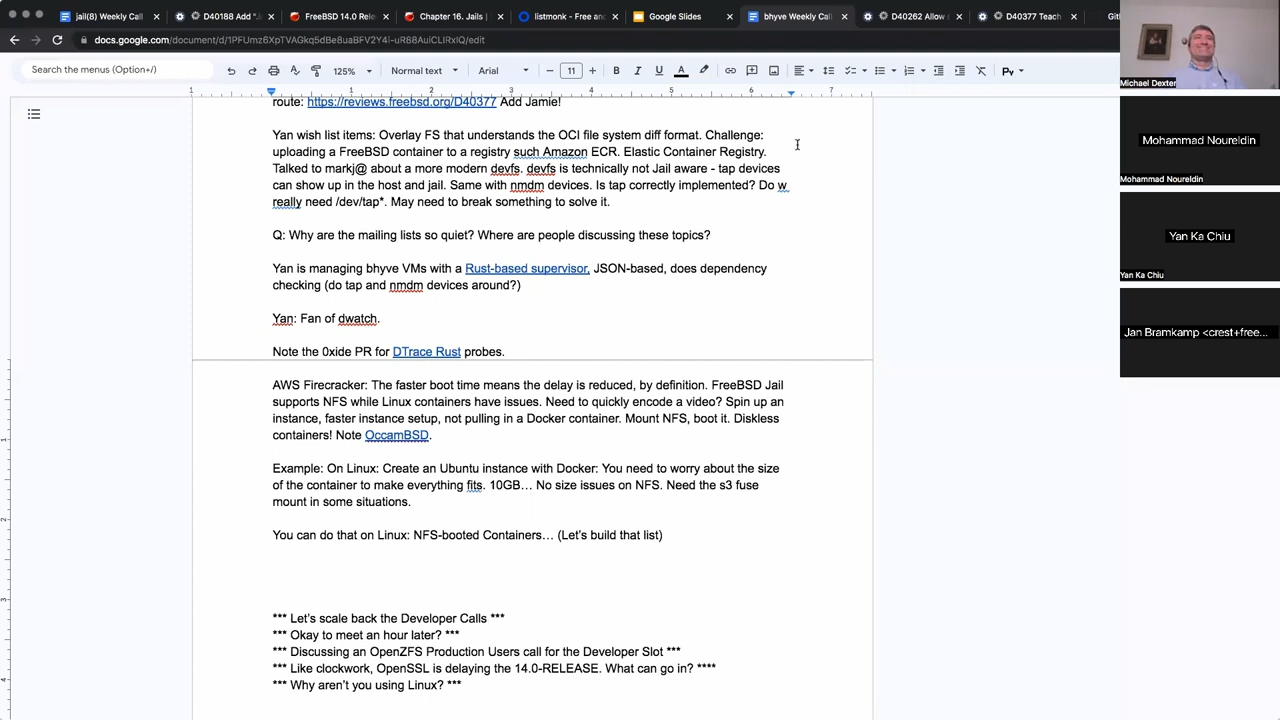 jail(8) Weekly Call
D40188 Add "J
FreeBSD 14.0 Rele
Chapter 16. Jails |
listmonk - Free and
Google Slides
bhyve Weekly Call
D40262 Allow
D40377 Teach
docs.google.com/document/d/1PFUmz6XpTVAGkq5dBe8uaBFV2Y4i-uR88AuiCLIRxIQ/edit
Search the menus (Option+/)
125%
Normal text
Arial
11
B I U A
route: https://reviews.freebsd.org/D40377 Add Jamie!
Yan wish list items: Overlay FS that understands the OCI file system diff format. Challenge:
uploading a FreeBSD container to a registry such Amazon ECR. Elastic Container Registry.
Talked to markj@ about a more modern devfs. devfs is technically not Jail aware - tap devices
can show up in the host and jail. Same with nmdm devices. Is tap correctly implemented? Do w
really need /dev/tap*. May need to break something to solve it.
Q: Why are the mailing lists so quiet? Where are people discussing these topics?
Yan is managing bhyve VMs with a Rust-based supervisor, JSON-based, does dependency
checking (do tap and nmdm devices around?)
Yan: Fan of dwatch.
Note the 0xide PR for DTrace Rust probes.
AWS Firecracker: The faster boot time means the delay is reduced, by definition. FreeBSD Jail
supports NFS while Linux containers have issues. Need to quickly encode a video? Spin up an
instance, faster instance setup, not pulling in a Docker container. Mount NFS, boot it. Diskless
containers! Note OccamBSD.
Example: On Linux: Create an Ubuntu instance with Docker: You need to worry about the size
of the container to make everything fits. 10GB… No size issues on NFS. Need the s3 fuse
mount in some situations.
You can do that on Linux: NFS-booted Containers… (Let's build that list)
*** Let's scale back the Developer Calls ***
*** Okay to meet an hour later? ***
*** Discussing an OpenZFS Production Users call for the Developer Slot ***
*** Like clockwork, OpenSSL is delaying the 14.0-RELEASE. What can go in? ****
*** Why aren't you using Linux? ***
Michael Dexter
Mohammad Noureldin
Mohammad Noureldin
Yan Ka Chiu
Yan Ka Chiu
Jan Bramkamp <crest+free...